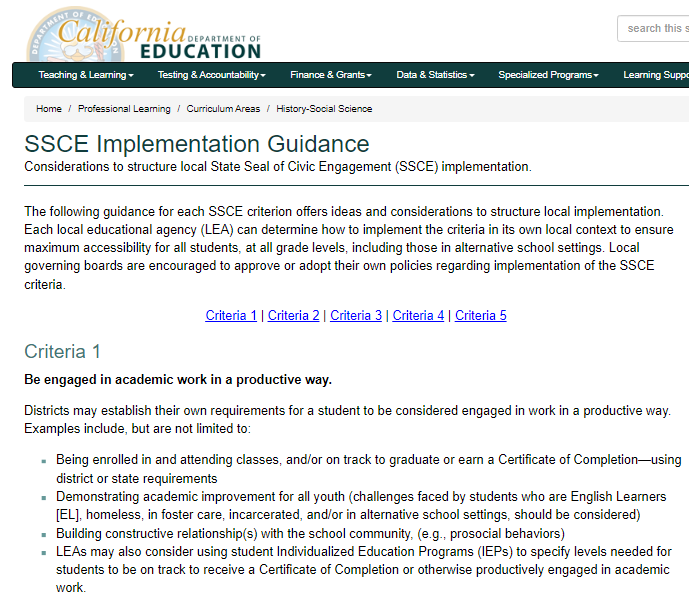 California DEPARTMENT OF
EDUCATION
search this s
Teaching & Learning Testing & Accountability Finance & Grants Data & Statistics Specialized Programs Learning Suppo
Home / Professional Learning / Curriculum Areas / History-Social Science
SSCE Implementation Guidance
Considerations to structure local State Seal of Civic Engagement (SSCE) implementation.
The following guidance for each SSCE criterion offers ideas and considerations to structure local implementation.
Each local educational agency (LEA) can determine how to implement the criteria in its own local context to ensure
maximum accessibility for all students, at all grade levels, including those in alternative school settings. Local
governing boards are encouraged to approve or adopt their own policies regarding implementation of the SSCE
criteria.
Criteria 1 | Criteria 2 | Criteria 3 | Criteria 4 | Criteria 5
Criteria 1
Be engaged in academic work in a productive way.
Districts may establish their own requirements for a student to be considered engaged in work in a productive way.
Examples include, but are not limited to:
Being enrolled in and attending classes, and/or on track to graduate or earn a Certificate of Completion—using
district or state requirements
Demonstrating academic improvement for all youth (challenges faced by students who are English Learners
[EL], homeless, in foster care, incarcerated, and/or in alternative school settings, should be considered)
Building constructive relationship(s) with the school community, (e.g., prosocial behaviors)
LEAs may also consider using student Individualized Education Programs (IEPs) to specify levels needed for
students to be on track to receive a Certificate of Completion or otherwise productively engaged in academic
work.